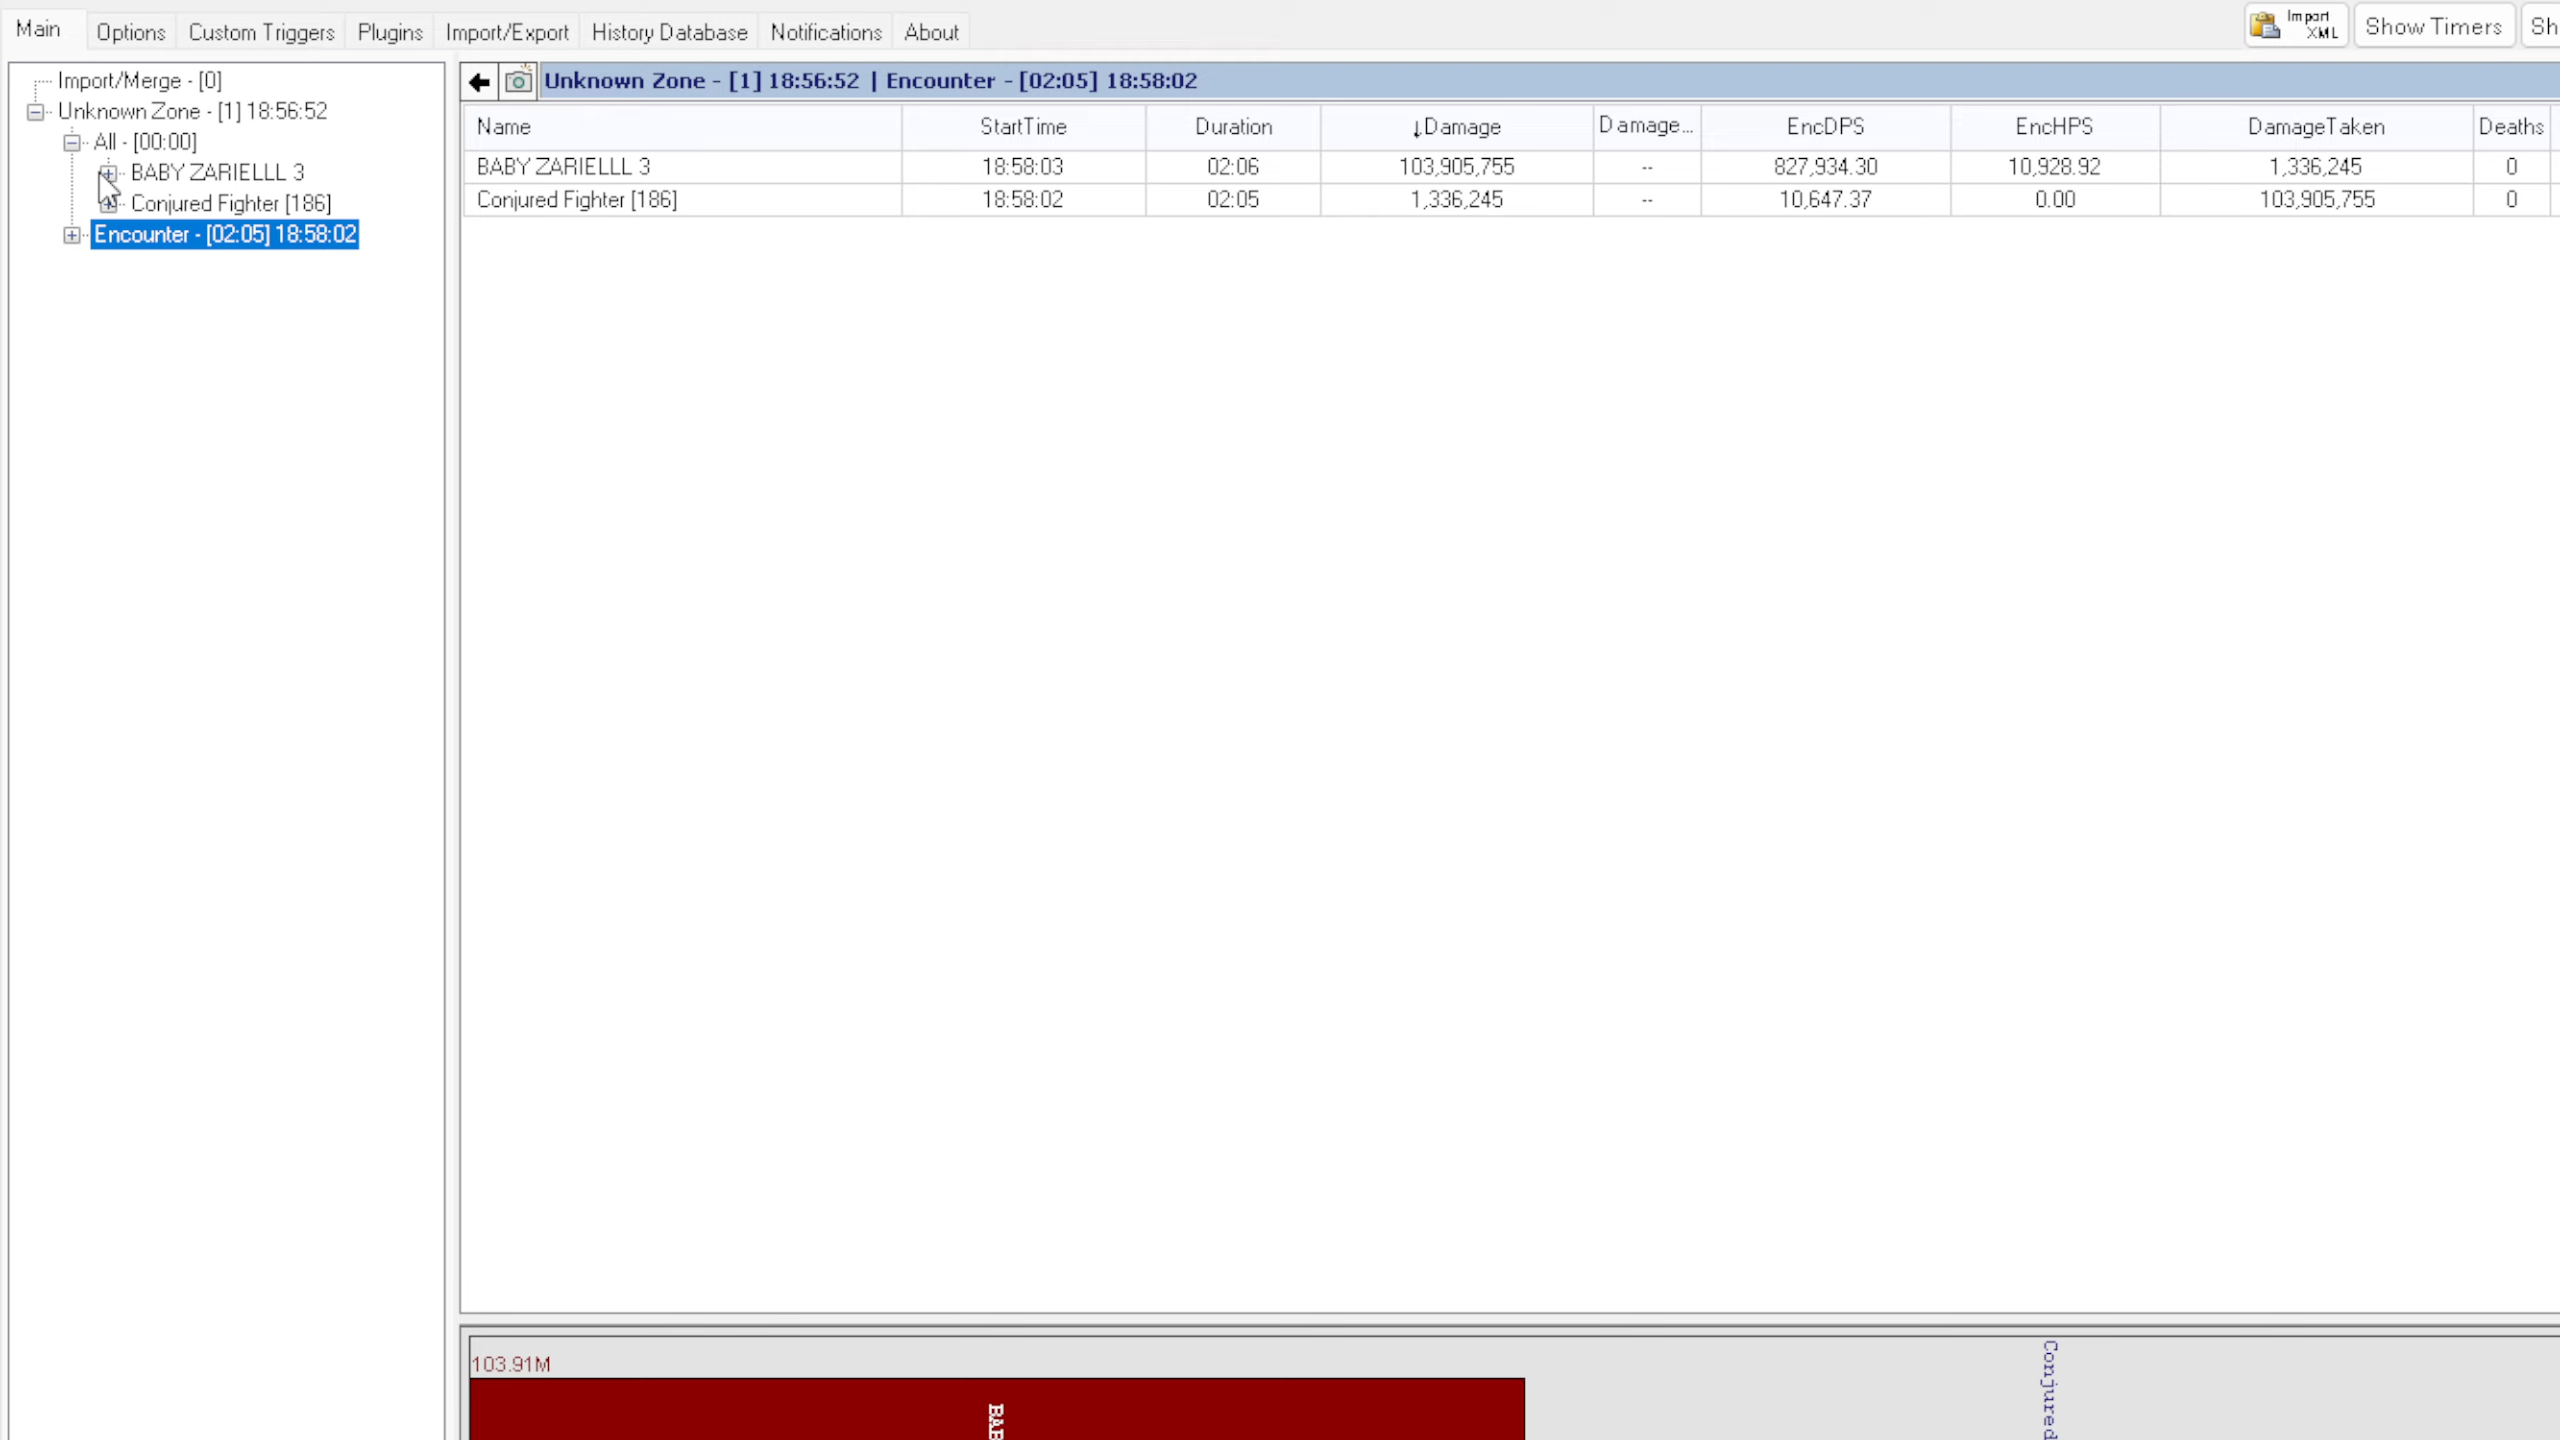 Main Options Custom Triggers Plugins Import/Export History Database Notifications About Import XML Show Timers Sh
Import/Merge - [0]
Unknown Zone - [1] 18:56:52
All - [00:00]
BABY ZARIELLL 3
Conjured Fighter [186]
Encounter - [02:05] 18:58:02
Unknown Zone - [1] 18:56:52 | Encounter - [02:05] 18:58:02
Name StartTime Duration ↓Damage Damage... EncDPS EncHPS DamageTaken Deaths
BABY ZARIELLL 3 18:58:03 02:06 103,905,755 -- 827,934.30 10,928.92 1,336,245 0
Conjured Fighter [186] 18:58:02 02:05 1,336,245 -- 10,647.37 0.00 103,905,755 0
103.91M
BAB
Conjured